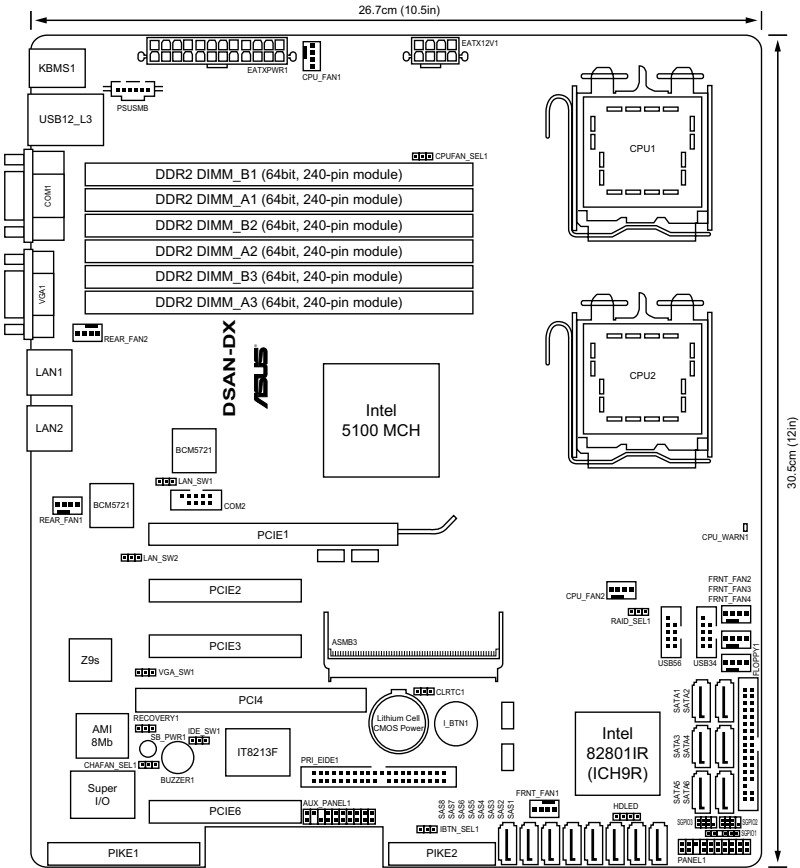 26.7cm (10.5in)
KBMS1
EATXPWR1
CPU_FAN1
EATX12V1
PSUSMB
USB12_L3
CPUFAN_SEL1
CPU1
COM1
DDR2 DIMM_B1 (64bit, 240-pin module)
DDR2 DIMM_A1 (64bit, 240-pin module)
DDR2 DIMM_B2 (64bit, 240-pin module)
DDR2 DIMM_A2 (64bit, 240-pin module)
DDR2 DIMM_B3 (64bit, 240-pin module)
DDR2 DIMM_A3 (64bit, 240-pin module)
VGA1
REAR_FAN2
DSAN-DX
ASUS
LAN1
CPU2
Intel
5100 MCH
LAN2
30.5cm (12in)
BCM5721
LAN_SW1
BCM5721
COM2
REAR_FAN1
PCIE1
CPU_WARN1
LAN_SW2
PCIE2
CPU_FAN2
FRNT_FAN2
FRNT_FAN3
FRNT_FAN4
RAID_SEL1
PCIE3
ASMB3
USB56
USB34
FLOPPY1
Z9s
VGA_SW1
PCI4
CLRTC1
SATA1
SATA2
RECOVERY1
AMI
8Mb
SB_PWR1
IDE_SW1
Lithium Cell
CMOS Power
I_BTN1
Intel
82801IR
(ICH9R)
SATA3
SATA4
IT8213F
CHAFAN_SEL1
BUZZER1
PRI_EIDE1
Super
I/O
SATA5
SATA6
PCIE6
AUX_PANEL1
SAS8
SAS7
SAS6
SAS5
SAS4
SAS3
SAS2
SAS1
FRNT_FAN1
HDLED
IBTN_SEL1
SGPIO3
SGPIO2
SGPIO1
PIKE1
PIKE2
PANEL1